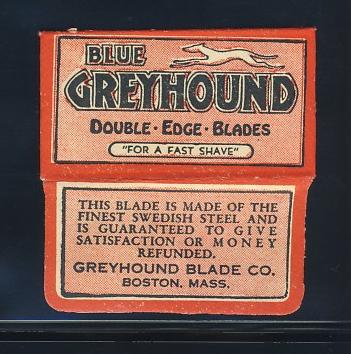 BLUE
GREYHOUND
DOUBLE · EDGE · BLADES
"FOR A FAST SHAVE"
THIS BLADE IS MADE OF THE
FINEST SWEDISH STEEL AND
IS GUARANTEED TO GIVE
SATISFACTION OR MONEY
REFUNDED.
GREYHOUND BLADE CO.
BOSTON, MASS.